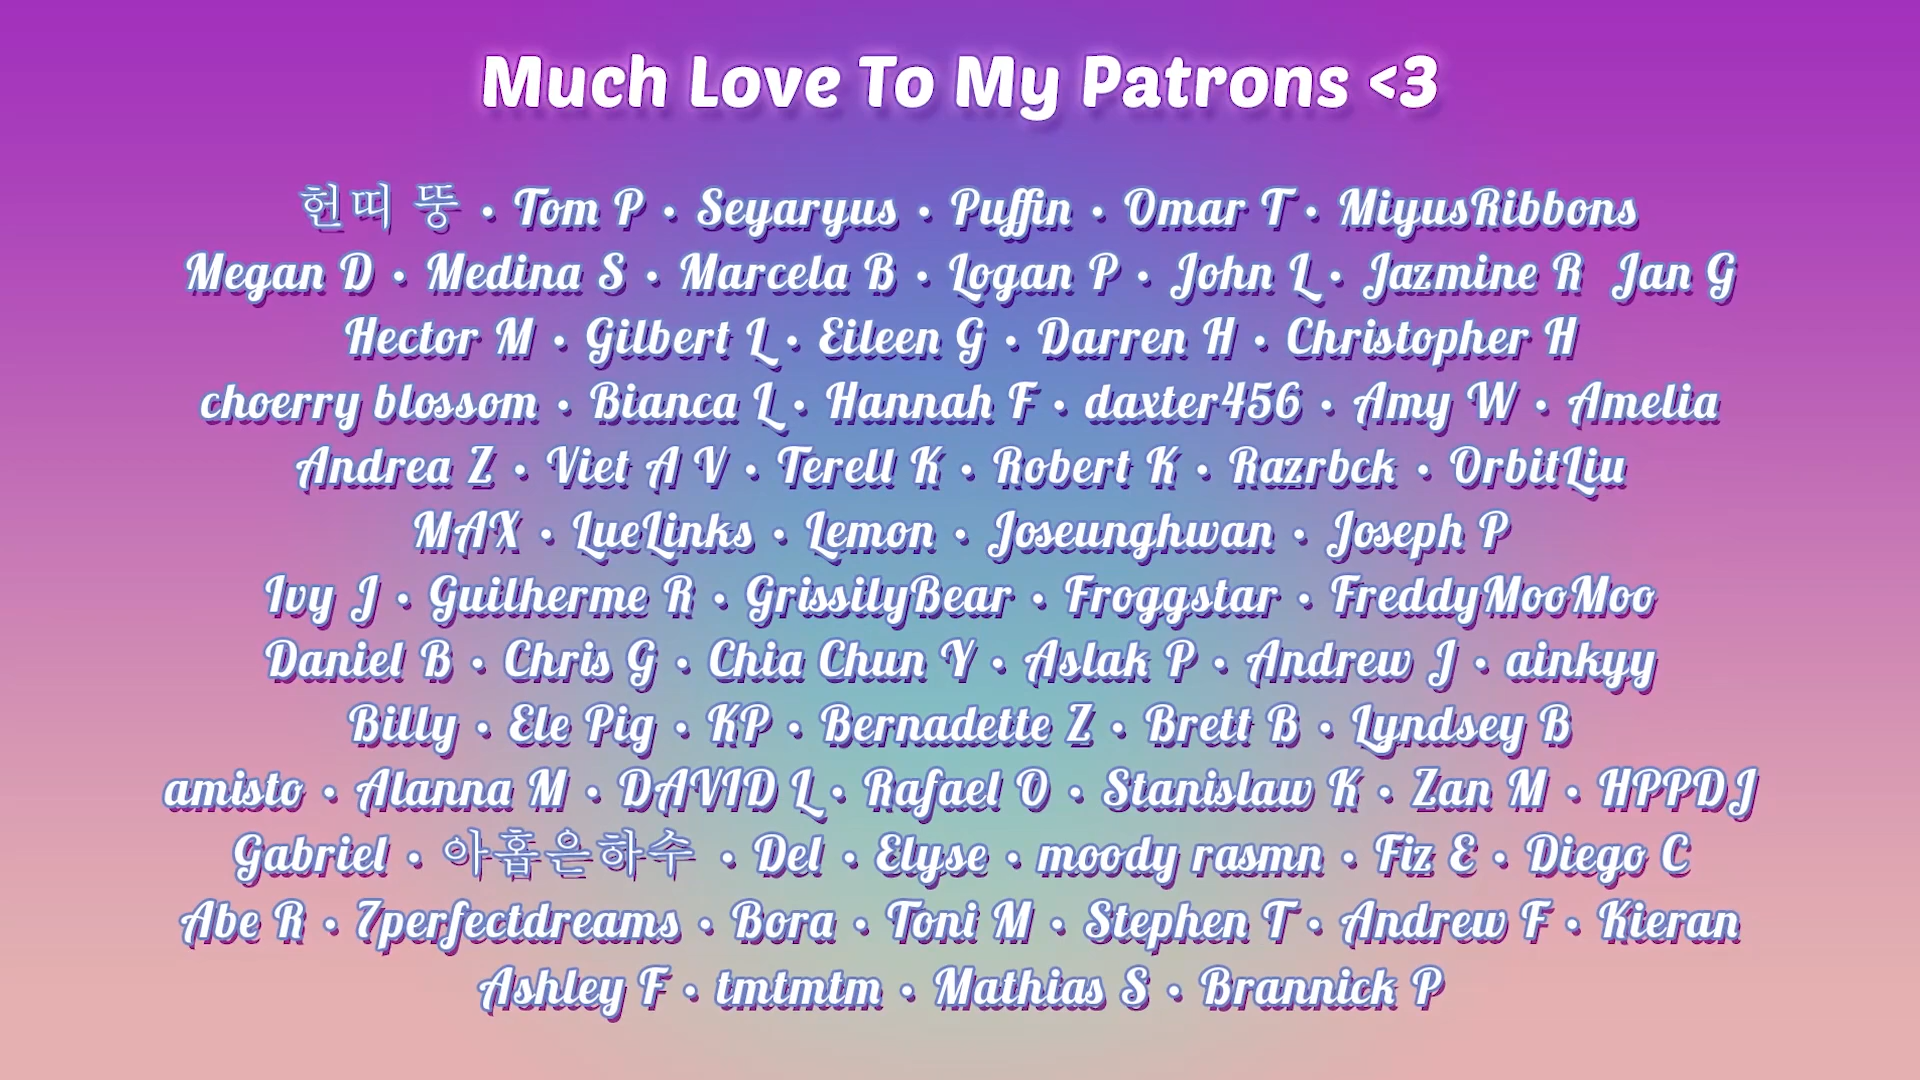 Much Love To My Patrons <3
헌띠 뚱 • Tom P • Seyaryus • Puffin • Omar T • MiyusRibbons
Megan D • Medina S • Marcela B • Logan P • John L • Jazmine R Jan G
Hector M • Gilbert L • Eileen G • Darren H • Christopher H
choerry blossom • Bianca L • Hannah F • daxter456 • Amy W • Amelia
Andrea Z • Viet A V • Terell K • Robert K • Razrbck • OrbitLiu
MAX • LueLinks • Lemon • Joseunghwan • Joseph P
Ivy J • Guilherme R • GrissilyBear • Froggstar • FreddyMooMoo
Daniel B • Chris G • Chia Chun Y • Aslak P • Andrew J • ainkyy
Billy • Ele Pig • KP • Bernadette Z • Brett B • Lyndsey B
amisto • Alanna M • DAVID L • Rafael O • Stanislaw K • Zan M • HPPDJ
Gabriel • 아홉은하수 • Del • Elyse • moody rasmn • Fiz E • Diego C
Abe R • 7perfectdreams • Bora • Toni M • Stephen T • Andrew F • Kieran
Ashley F • tmtmtm • Mathias S • Brannick P